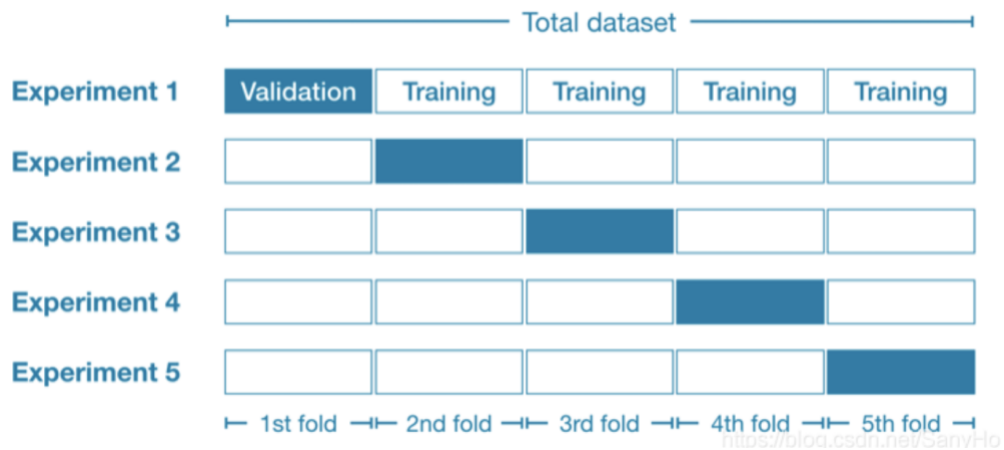 Total dataset
Experiment 1 Validation Training Training Training Training
Experiment 2
Experiment 3
Experiment 4
Experiment 5
1st fold 2nd fold 3rd fold 4th fold 5th fold
https://blog.csdn.net/SanyHo